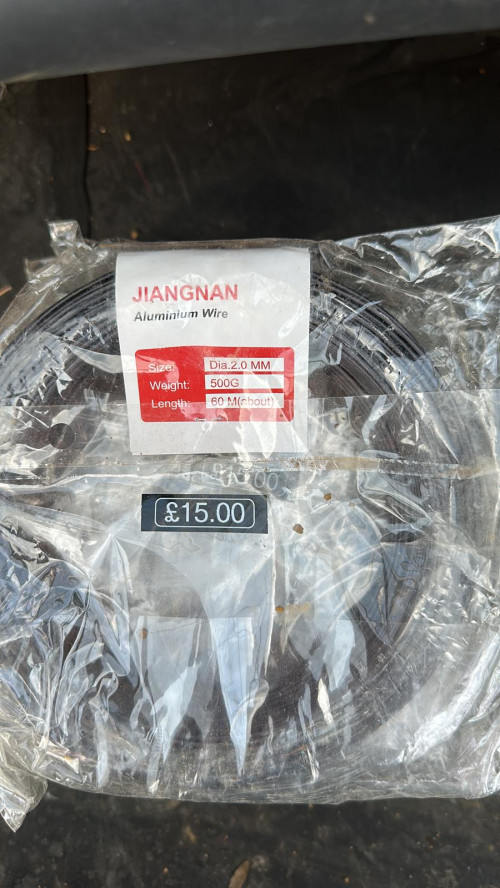 JIANGNAN
Aluminium Wire
Size: Dia.2.0 MM
Weight: 500G
Length: 60 M(about)
£15.00